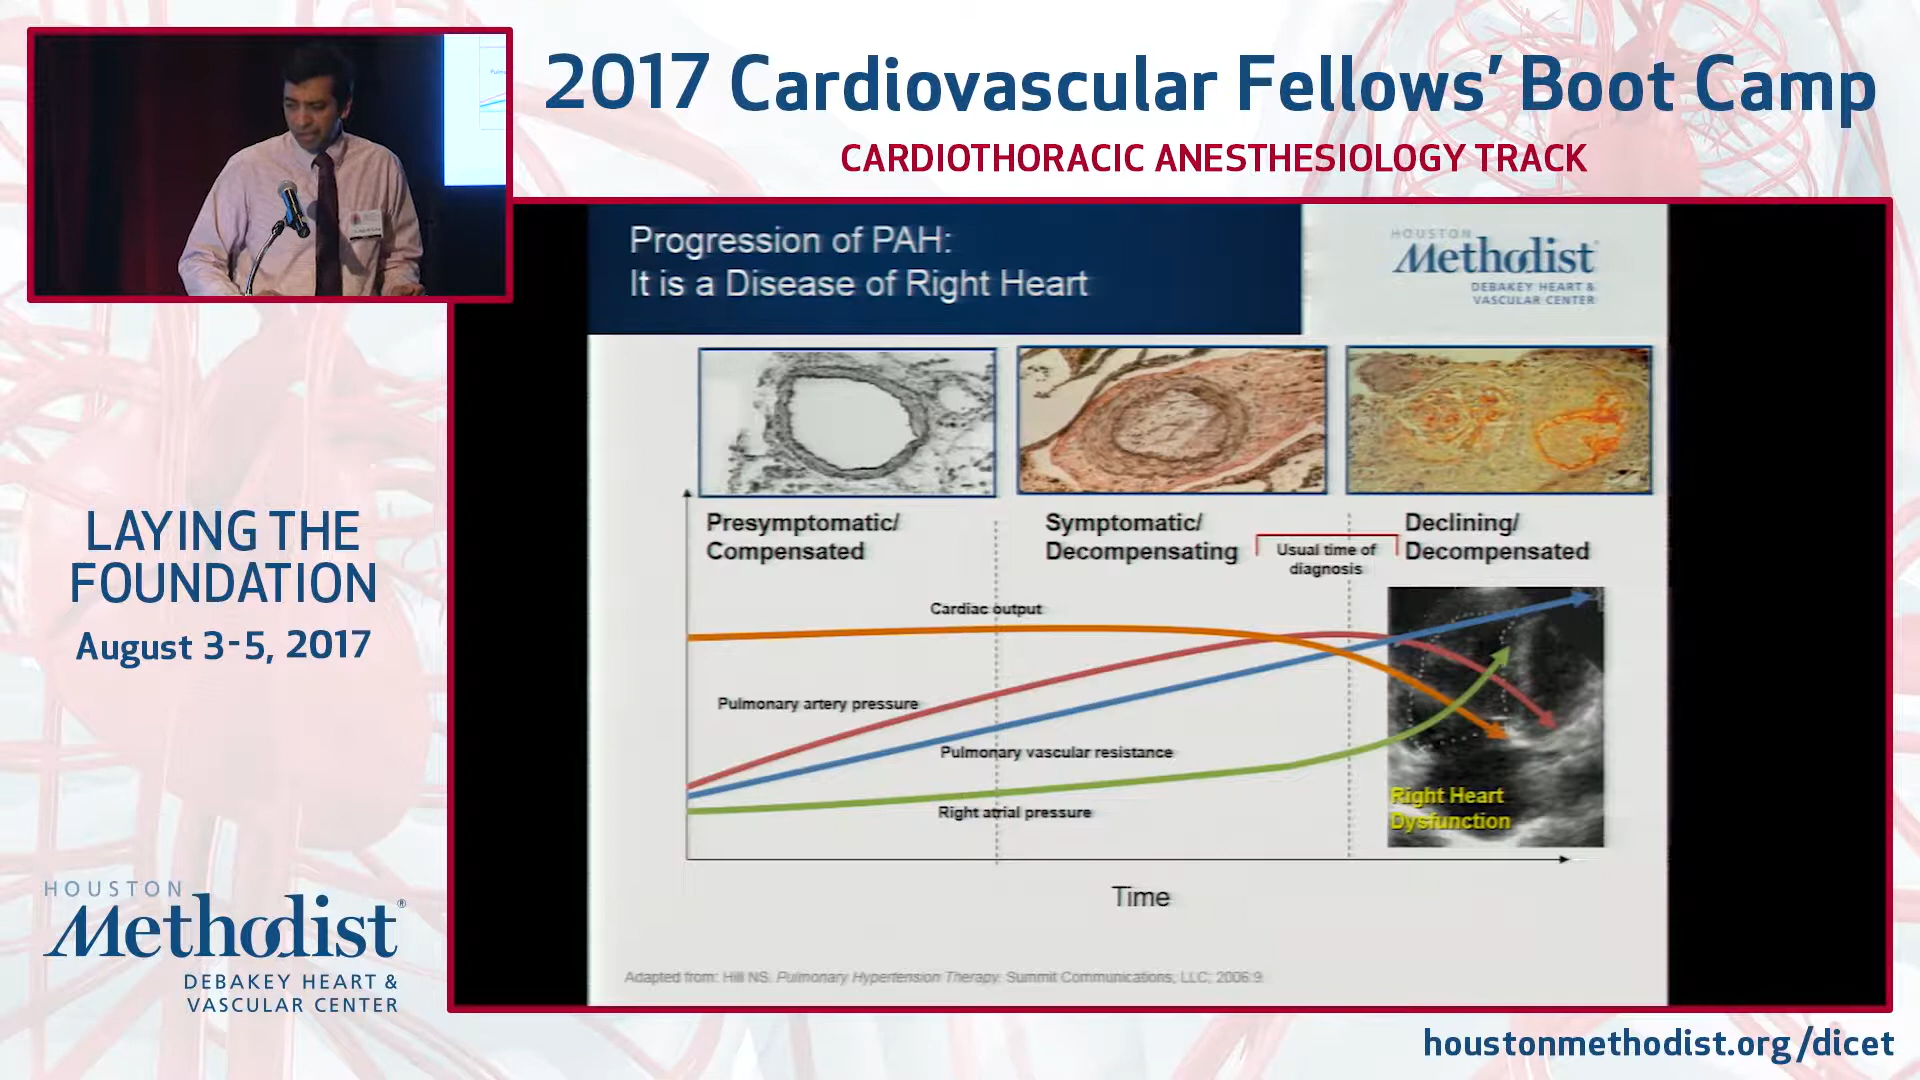 2017 Cardiovascular Fellows’ Boot Camp
CARDIOTHORACIC ANESTHESIOLOGY TRACK
Progression of PAH:
It is a Disease of Right Heart
HOUSTON
Methodist
DEBAKEY HEART &
VASCULAR CENTER
Presymptomatic/
Compensated
Symptomatic/
Decompensating
Usual time of
diagnosis
Declining/
Decompensated
Cardiac output
Pulmonary artery pressure
Pulmonary vascular resistance
Right atrial pressure
Right Heart
Dysfunction
Time
Adapted from: Hill NS. Pulmonary Hypertension Therapy. Summit Communications, LLC; 2006:9.
LAYING THE
FOUNDATION
August 3-5, 2017
HOUSTON
Methodist®
DEBAKEY HEART &
VASCULAR CENTER
houstonmethodist.org/dicet